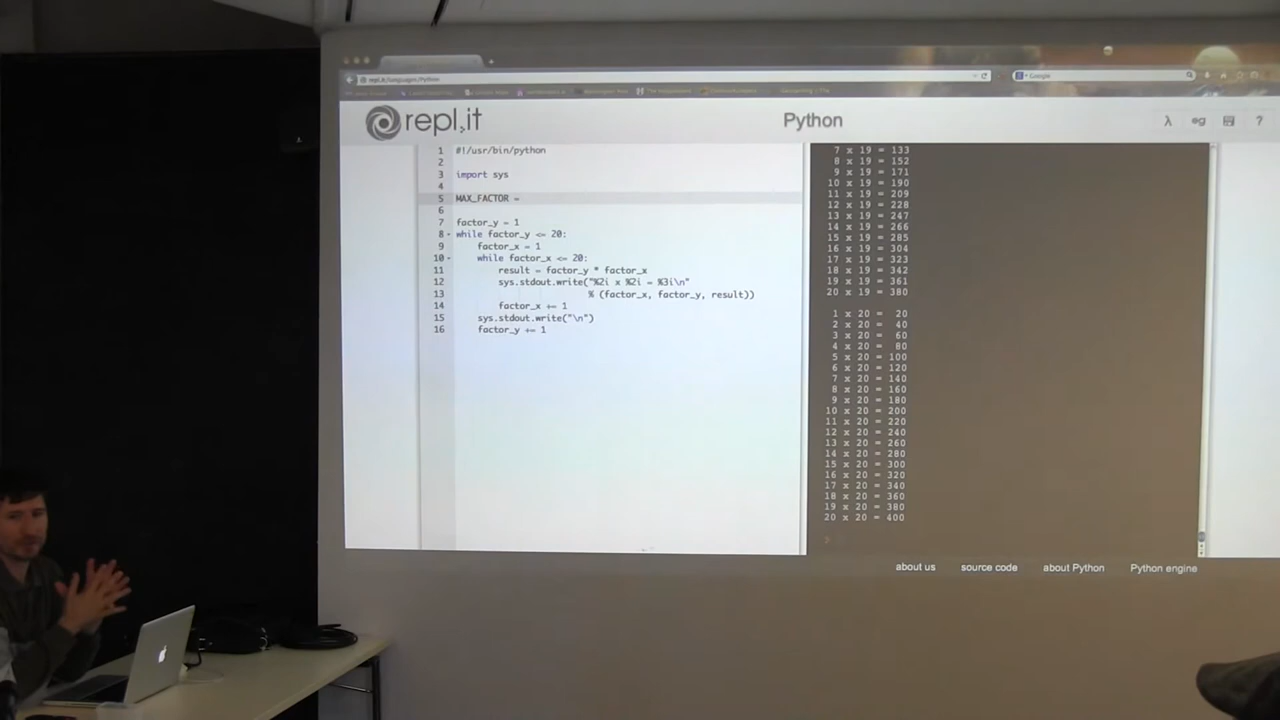 repl.it/languages/Python
Google
repl.it
Python
λ
?
1 #!/usr/bin/python
2
3 import sys
4
5 MAX_FACTOR =
6
7 factor_y = 1
8 while factor_y <= 20:
9 factor_x = 1
10 while factor_x <= 20:
11 result = factor_y * factor_x
12 sys.stdout.write("%2i x %2i = %3i\n"
13 % (factor_x, factor_y, result))
14 factor_x += 1
15 sys.stdout.write("\n")
16 factor_y += 1
7 x 19 = 133
8 x 19 = 152
9 x 19 = 171
10 x 19 = 190
11 x 19 = 209
12 x 19 = 228
13 x 19 = 247
14 x 19 = 266
15 x 19 = 285
16 x 19 = 304
17 x 19 = 323
18 x 19 = 342
19 x 19 = 361
20 x 19 = 380
1 x 20 = 20
2 x 20 = 40
3 x 20 = 60
4 x 20 = 80
5 x 20 = 100
6 x 20 = 120
7 x 20 = 140
8 x 20 = 160
9 x 20 = 180
10 x 20 = 200
11 x 20 = 220
12 x 20 = 240
13 x 20 = 260
14 x 20 = 280
15 x 20 = 300
16 x 20 = 320
17 x 20 = 340
18 x 20 = 360
19 x 20 = 380
20 x 20 = 400
about us source code about Python Python engine